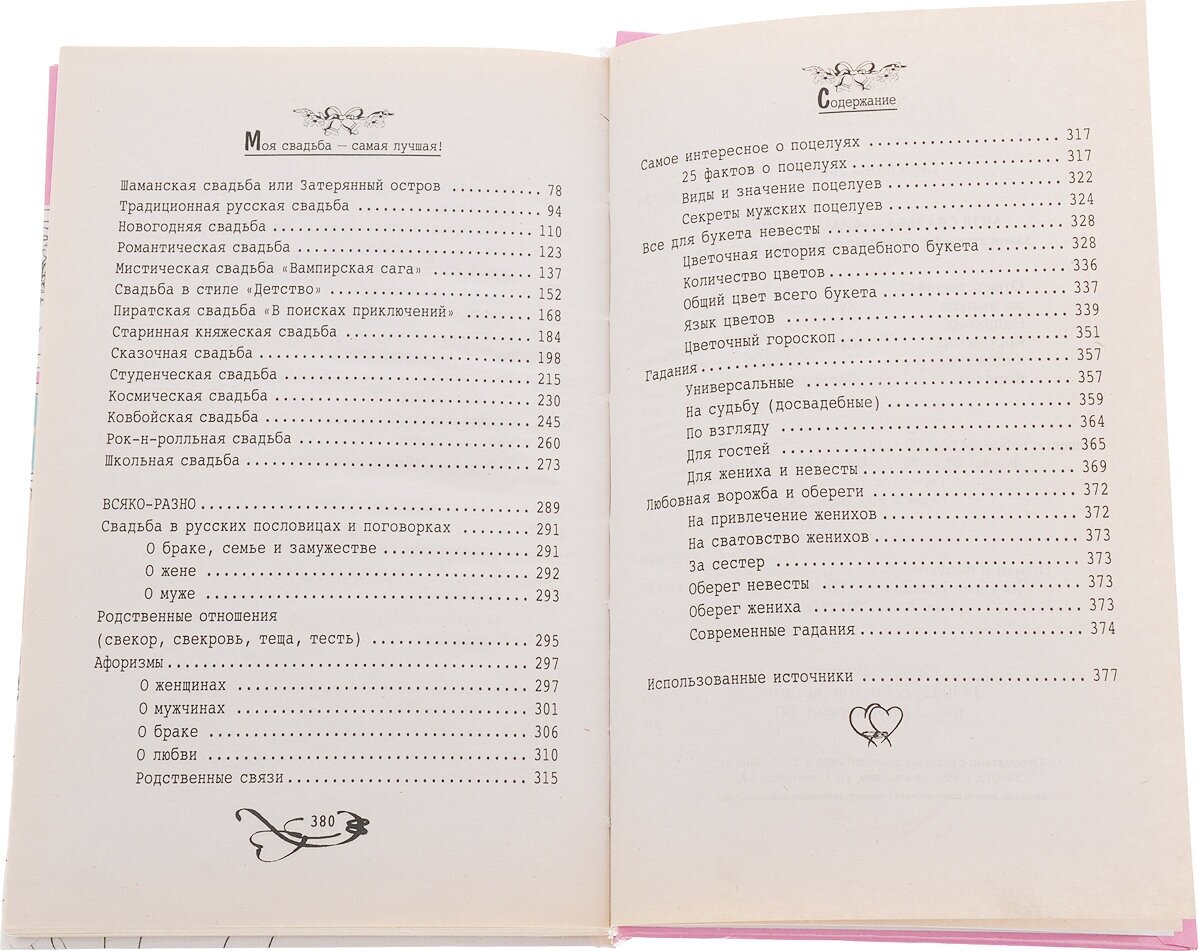 Моя свадьба — самая лучшая!
Шаманская свадьба или Затерянный остров .......... 78
Традиционная русская свадьба .......... 94
Новогодняя свадьба .......... 110
Романтическая свадьба .......... 123
Мистическая свадьба «Вампирская сага» .......... 137
Свадьба в стиле «Детство» .......... 152
Пиратская свадьба «В поисках приключений» ....... 168
Старинная княжеская свадьба .......... 184
Сказочная свадьба .......... 198
Студенческая свадьба .......... 215
Космическая свадьба .......... 230
Ковбойская свадьба .......... 245
Рок-н-ролльная свадьба .......... 260
Школьная свадьба .......... 273
ВСЯКО-РАЗНО .......... 289
Свадьба в русских пословицах и поговорках ....... 291
О браке, семье и замужестве .......... 291
О жене .......... 292
О муже .......... 293
Родственные отношения
(свекор, свекровь, теща, тесть) .......... 295
Афоризмы .......... 297
О женщинах .......... 297
О мужчинах .......... 301
О браке .......... 306
О любви .......... 310
Родственные связи .......... 315
380
Содержание
Самое интересное о поцелуях .......... 317
25 фактов о поцелуях .......... 317
Виды и значение поцелуев .......... 322
Секреты мужских поцелуев .......... 324
Все для букета невесты .......... 328
Цветочная история свадебного букета .......... 328
Количество цветов .......... 336
Общий цвет всего букета .......... 337
Язык цветов .......... 339
Цветочный гороскоп .......... 351
Гадания .......... 357
Универсальные .......... 357
На судьбу (досвадебные) .......... 359
По взгляду .......... 364
Для гостей .......... 365
Для жениха и невесты .......... 369
Любовная ворожба и обереги .......... 372
На привлечение женихов .......... 372
На сватовство женихов .......... 373
За сестер .......... 373
Оберег невесты .......... 373
Оберег жениха .......... 373
Современные гадания .......... 374
Использованные источники .......... 377